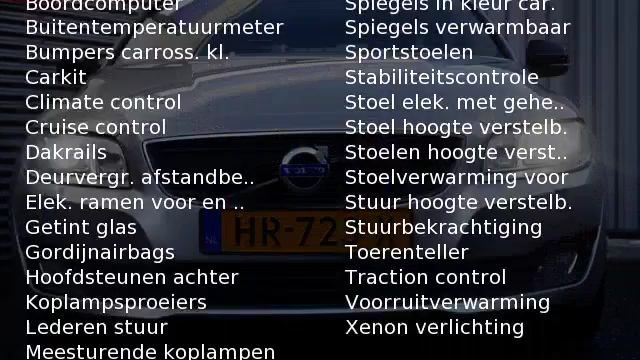 Boordcomputer
Buitentemperatuurmeter
Bumpers carross. kl.
Carkit
Climate control
Cruise control
Dakrails
Deurvergr. afstandbe..
Elek. ramen voor en ..
Getint glas
Gordijnairbags
Hoofdsteunen achter
Koplampsproeiers
Lederen stuur
Meesturende koplampen
Spiegels in kleur car.
Spiegels verwarmbaar
Sportstoelen
Stabiliteitscontrole
Stoel elek. met gehe..
Stoel hoogte verstelb.
Stoelen hoogte verst..
Stoelverwarming voor
Stuur hoogte verstelb.
Stuurbekrachtiging
Toerenteller
Traction control
Voorruitverwarming
Xenon verlichting
VOLVO
NL